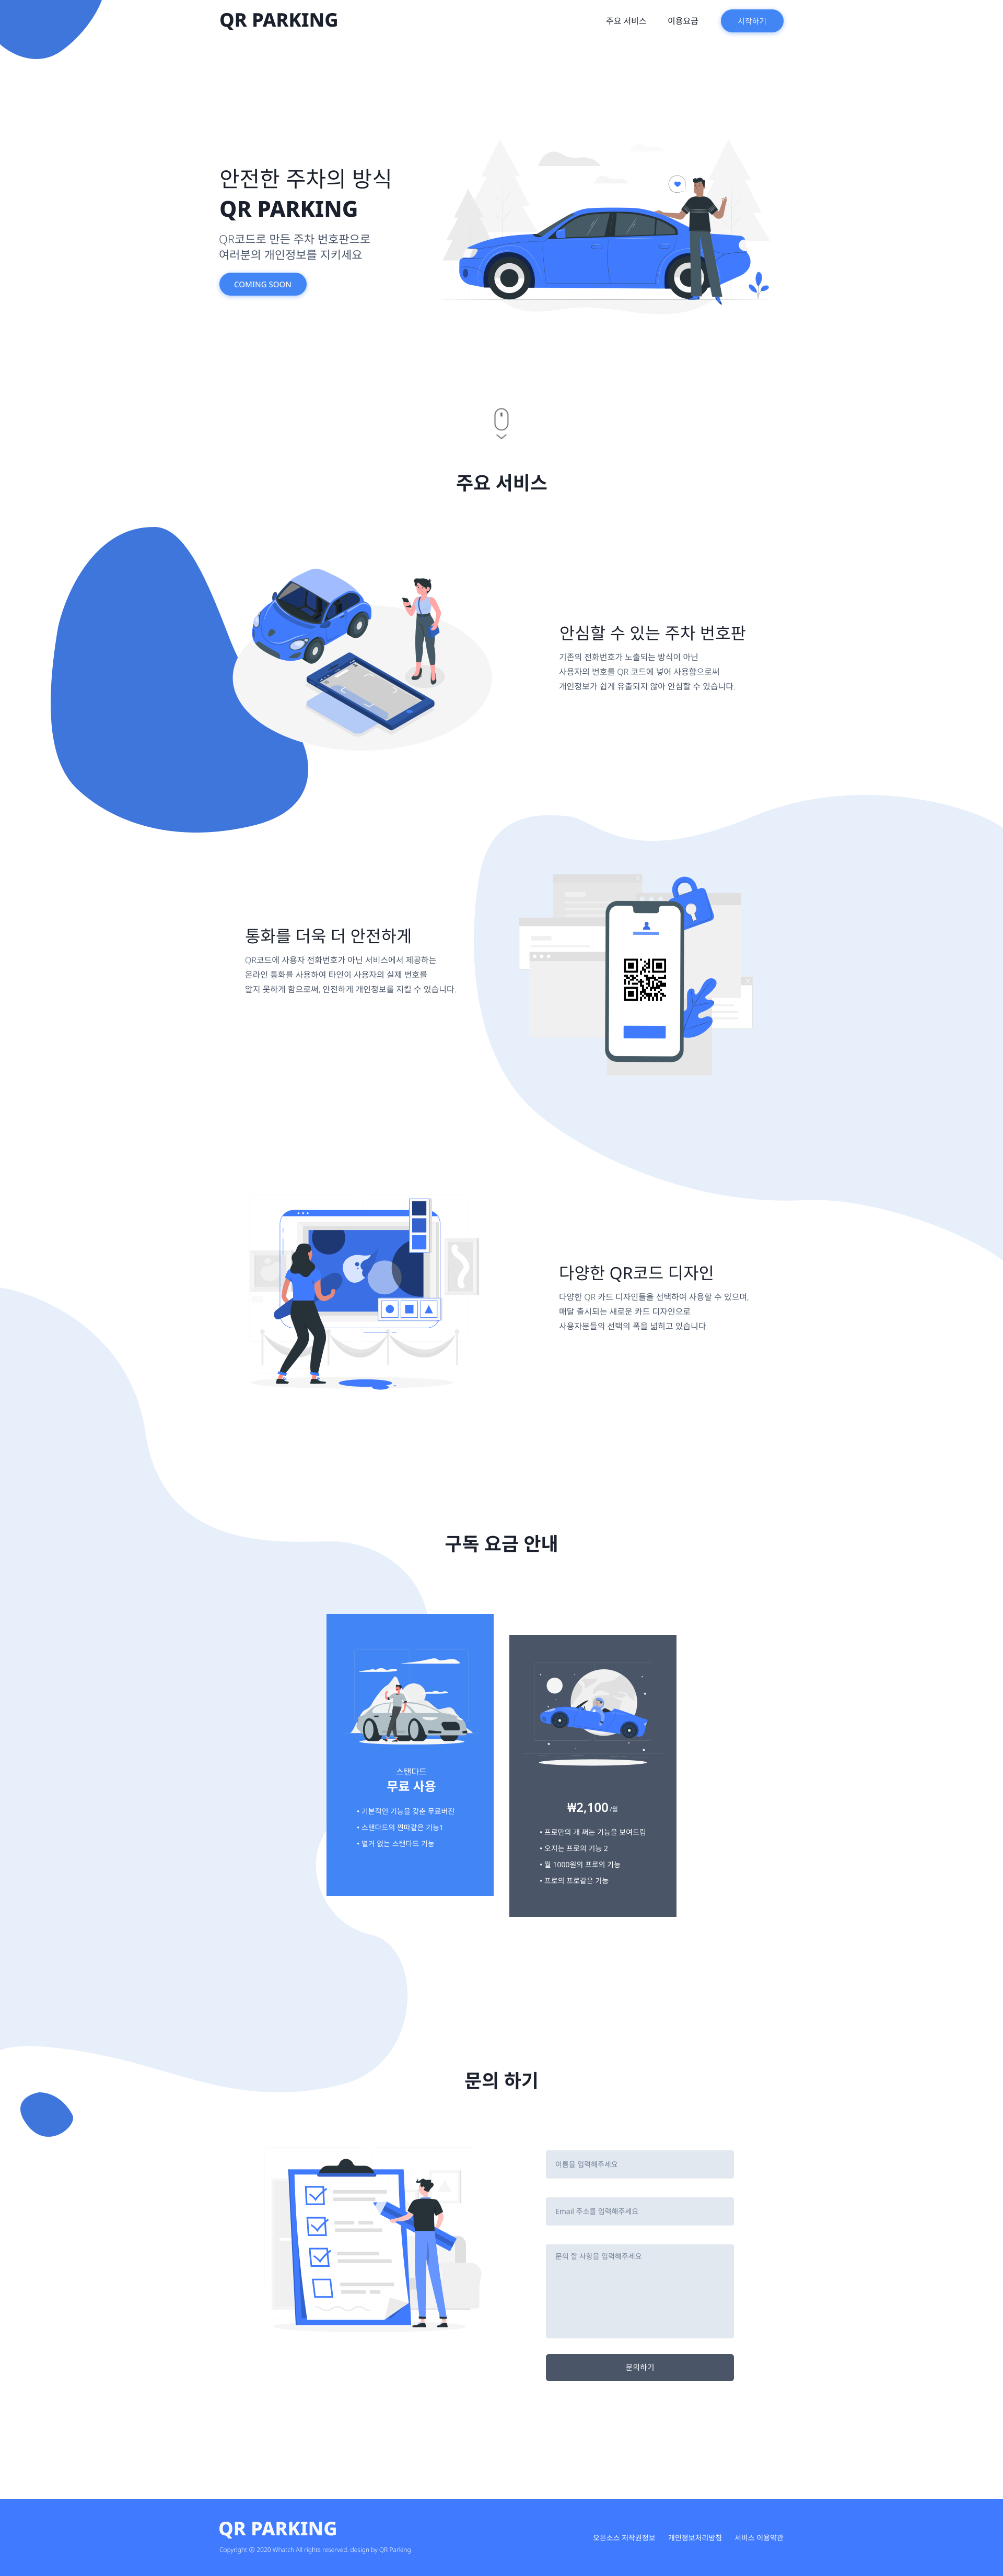 QR PARKING
주요 서비스
이용요금
시작하기
안전한 주차의 방식
QR PARKING
QR코드로 만든 주차 번호판으로
여러분의 개인정보를 지키세요
COMING SOON
주요 서비스
안심할 수 있는 주차 번호판
기존의 전화번호가 노출되는 방식이 아닌
사용자의 번호를 QR 코드에 넣어 사용함으로써
개인정보가 쉽게 유출되지 않아 안심할 수 있습니다.
통화를 더욱 더 안전하게
QR코드에 사용자 전화번호가 아닌 서비스에서 제공하는
온라인 통화를 사용하여 타인이 사용자의 실제 번호를
알지 못하게 함으로써, 안전하게 개인정보를 지킬 수 있습니다.
다양한 QR코드 디자인
다양한 QR 카드 디자인들을 선택하여 사용할 수 있으며,
매달 출시되는 새로운 카드 디자인으로
사용자분들의 선택의 폭을 넓히고 있습니다.
구독 요금 안내
스탠다드
무료 사용
• 기본적인 기능을 갖춘 무료버전
• 스탠다드의 쩐따같은 기능1
• 별거 없는 스탠다드 기능
₩2,100 /월
• 프로만의 개 쩌는 기능을 보여드림
• 오지는 프로의 기능 2
• 월 1000원의 프로의 기능
• 프로의 프로같은 기능
문의 하기
이름을 입력해주세요
Email 주소를 입력해주세요
문의 할 사항을 입력해주세요
문의하기
QR PARKING
Copyright ⓒ 2020 Whatch All rights reserved. design by QR Parking
오픈소스 저작권정보
개인정보처리방침
서비스 이용약관